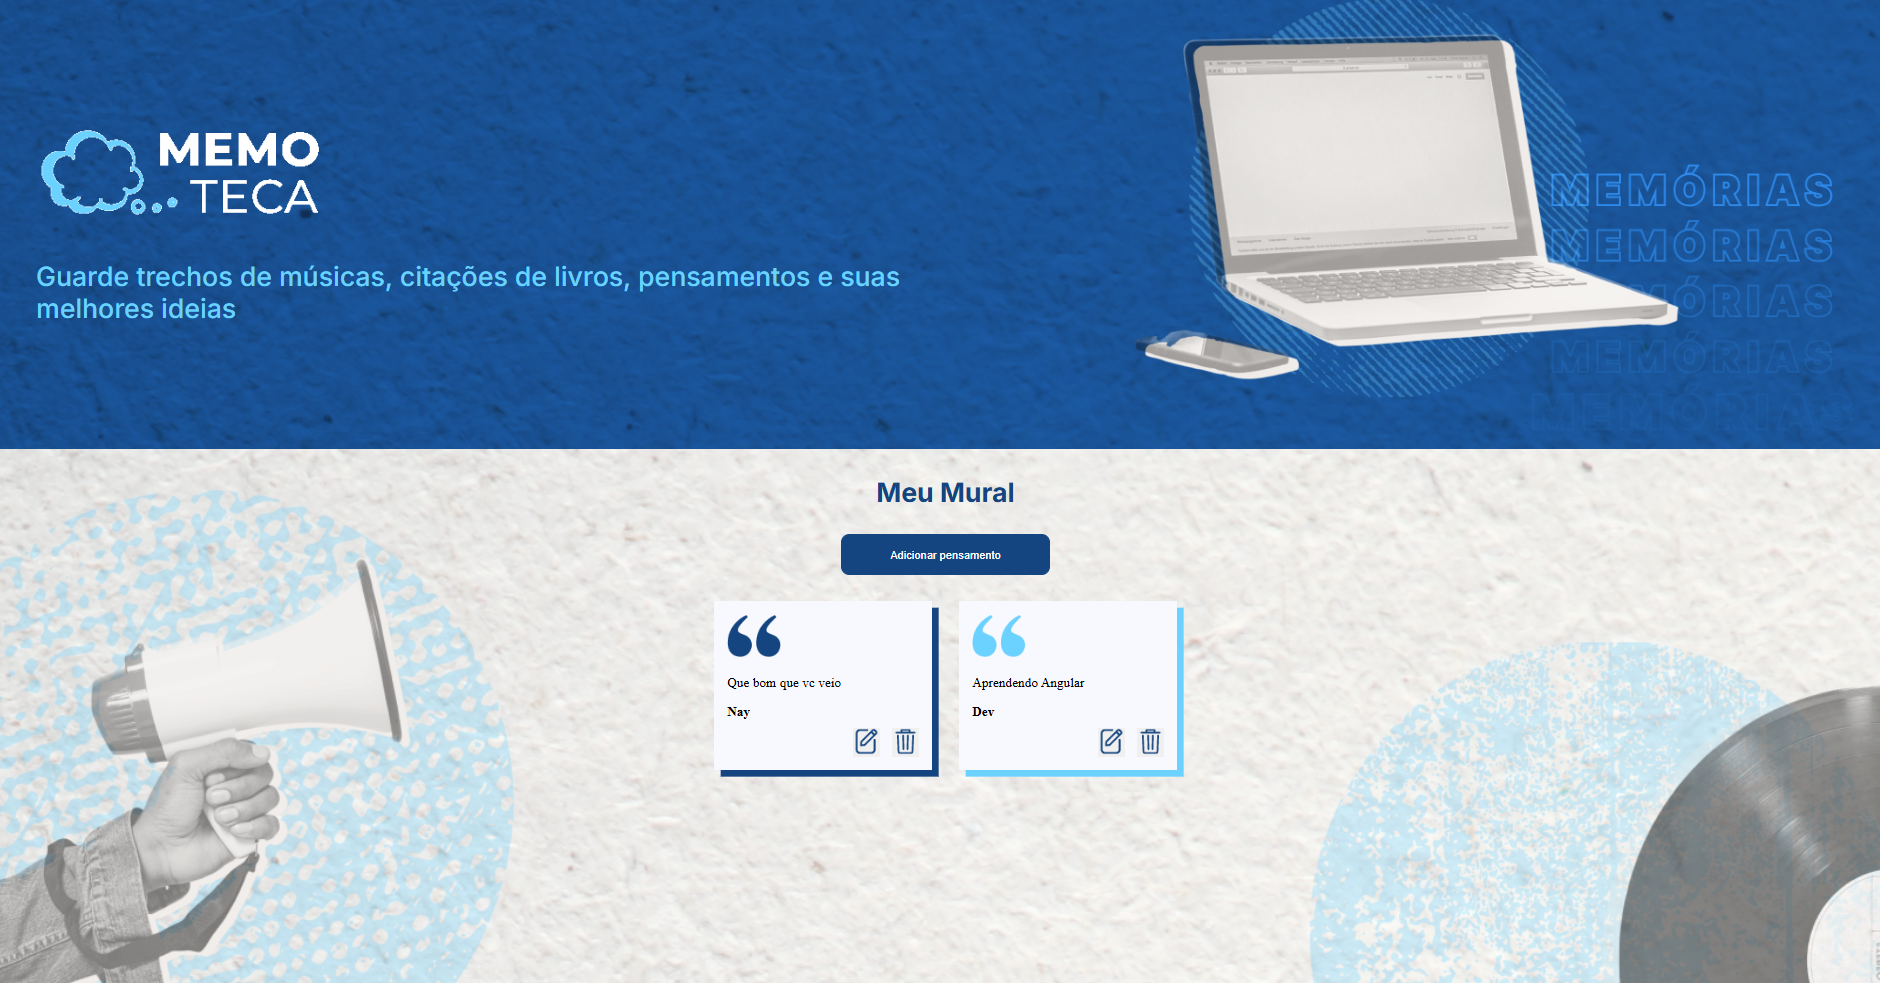 MEMO
TECA
Guarde trechos de músicas, citações de livros, pensamentos e suas
melhores ideias
MEMÓRIAS
MEMÓRIAS
MEMÓRIAS
MEMÓRIAS
MEMÓRIAS
Meu Mural
Adicionar pensamento
Que bom que vc veio
Nay
Aprendendo Angular
Dev